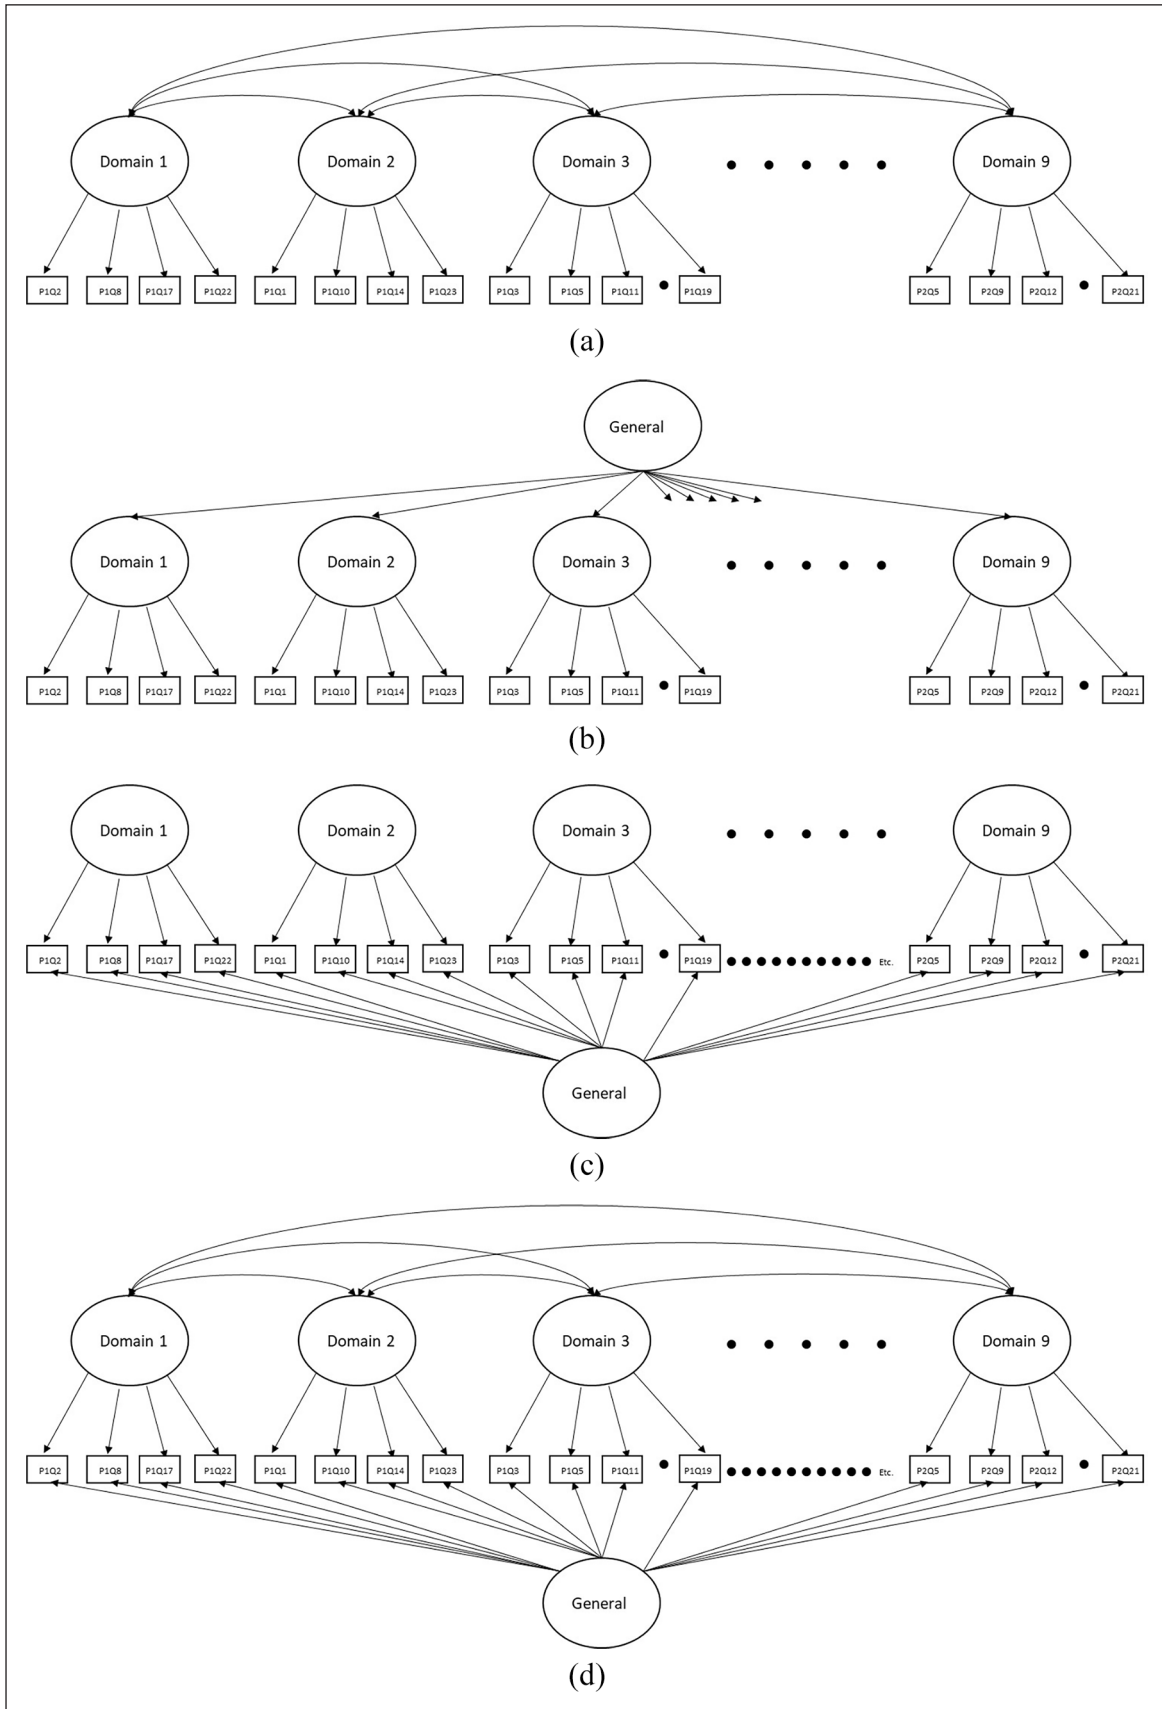 Domain 1 Domain 2 Domain 3 Domain 9
P1Q2 P1Q8 P1Q17 P1Q22 P1Q1 P1Q10 P1Q14 P1Q23 P1Q3 P1Q5 P1Q11 P1Q19 P2Q5 P2Q9 P2Q12 P2Q21
(a)
General
Domain 1 Domain 2 Domain 3 Domain 9
P1Q2 P1Q8 P1Q17 P1Q22 P1Q1 P1Q10 P1Q14 P1Q23 P1Q3 P1Q5 P1Q11 P1Q19 P2Q5 P2Q9 P2Q12 P2Q21
(b)
Domain 1 Domain 2 Domain 3 Domain 9
P1Q2 P1Q8 P1Q17 P1Q22 P1Q1 P1Q10 P1Q14 P1Q23 P1Q3 P1Q5 P1Q11 P1Q19 Etc. P2Q5 P2Q9 P2Q12 P2Q21
General
(c)
Domain 1 Domain 2 Domain 3 Domain 9
P1Q2 P1Q8 P1Q17 P1Q22 P1Q1 P1Q10 P1Q14 P1Q23 P1Q3 P1Q5 P1Q11 P1Q19 Etc. P2Q5 P2Q9 P2Q12 P2Q21
General
(d)